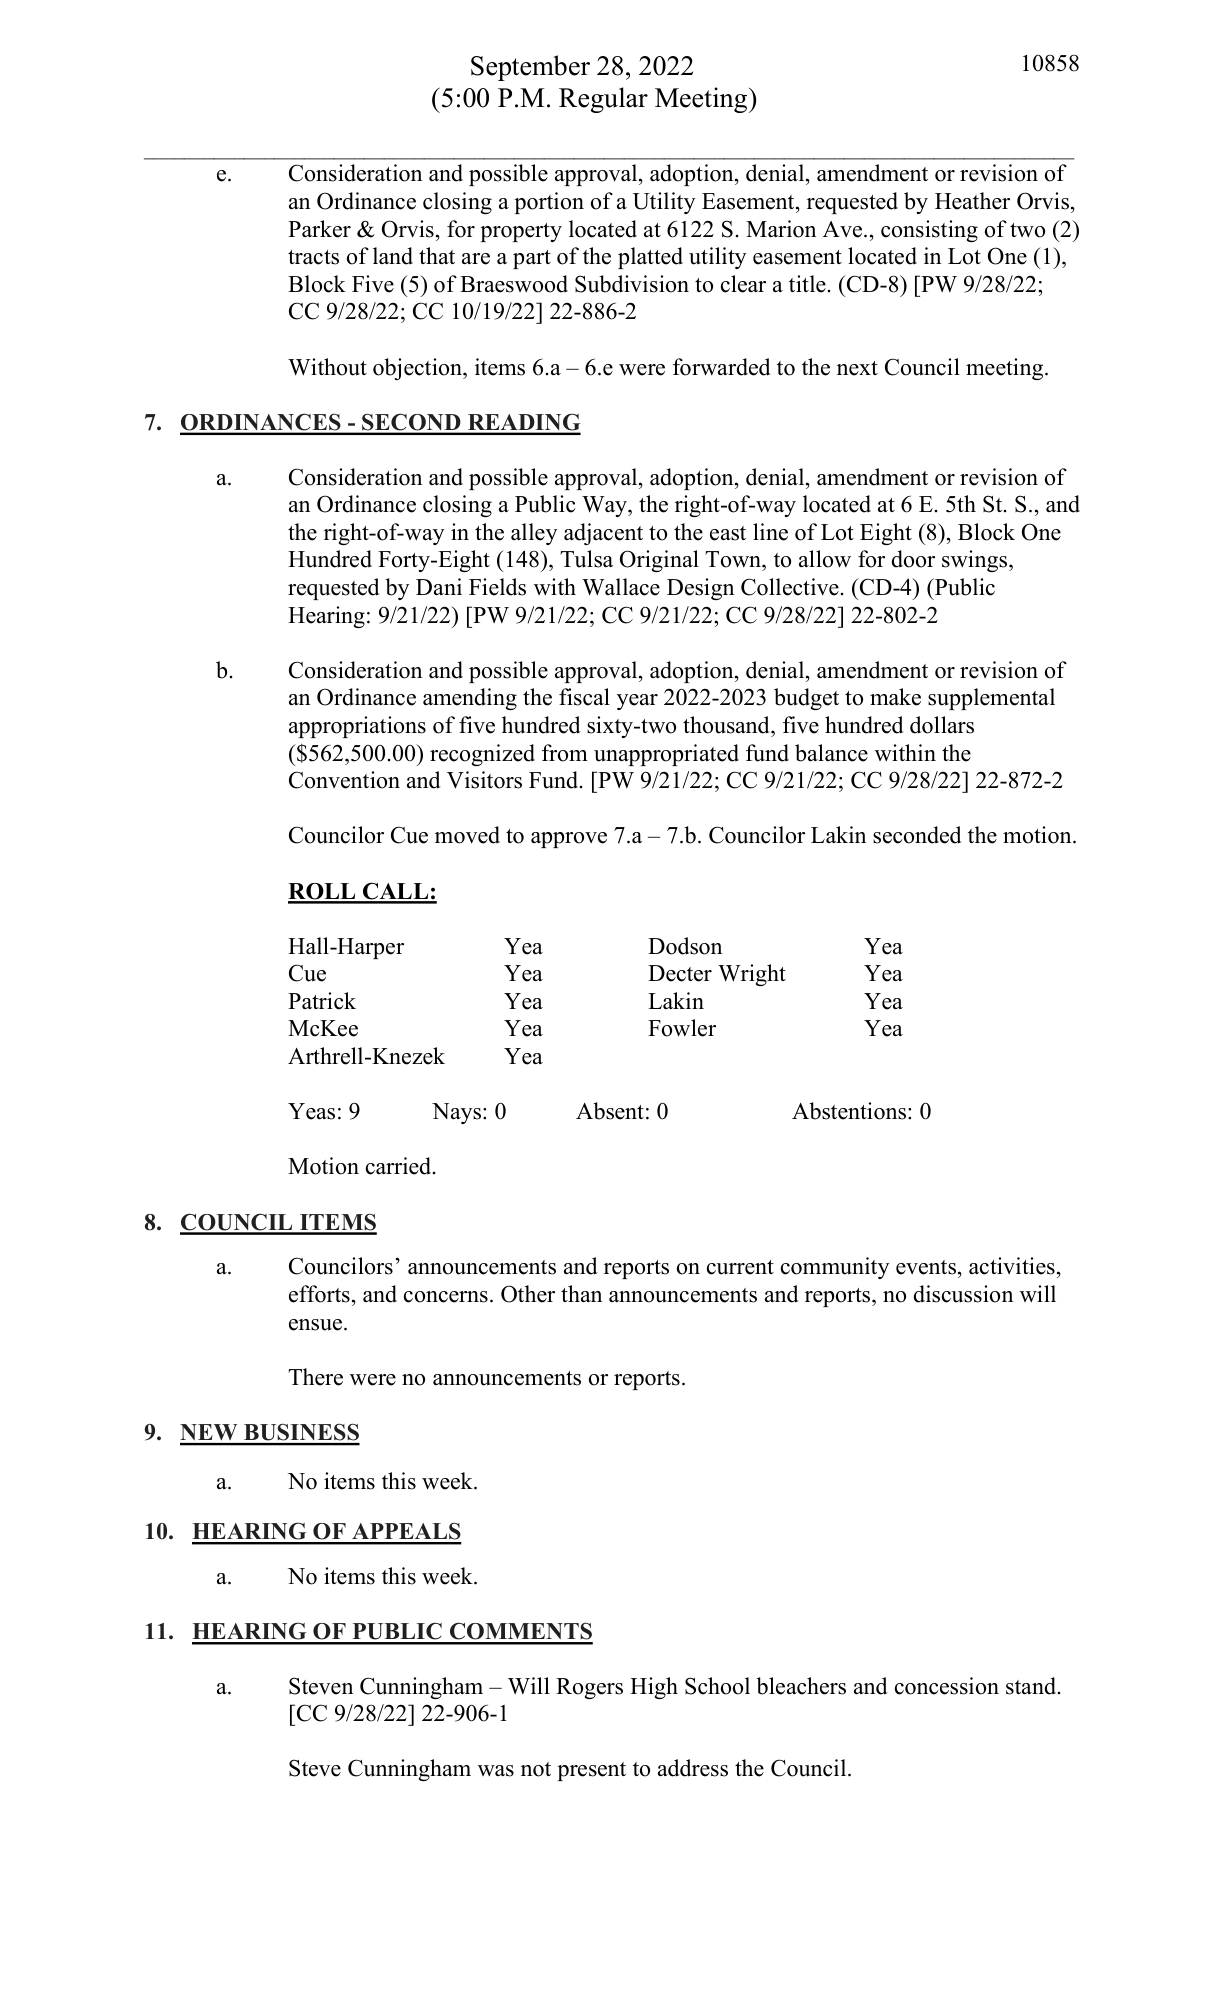 September 28, 2022
10858
(5:00 P.M. Regular Meeting)
e. Consideration and possible approval, adoption, denial, amendment or revision of
an Ordinance closing a portion of a Utility Easement, requested by Heather Orvis,
Parker & Orvis, for property located at 6122 S. Marion Ave., consisting of two (2)
tracts of land that are a part of the platted utility easement located in Lot One (1),
Block Five (5) of Braeswood Subdivision to clear a title. (CD-8) [PW 9/28/22;
CC 9/28/22; CC 10/19/22] 22-886-2
Without objection, items 6.a – 6.e were forwarded to the next Council meeting.
7. ORDINANCES - SECOND READING
a. Consideration and possible approval, adoption, denial, amendment or revision of
an Ordinance closing a Public Way, the right-of-way located at 6 E. 5th St. S., and
the right-of-way in the alley adjacent to the east line of Lot Eight (8), Block One
Hundred Forty-Eight (148), Tulsa Original Town, to allow for door swings,
requested by Dani Fields with Wallace Design Collective. (CD-4) (Public
Hearing: 9/21/22) [PW 9/21/22; CC 9/21/22; CC 9/28/22] 22-802-2
b. Consideration and possible approval, adoption, denial, amendment or revision of
an Ordinance amending the fiscal year 2022-2023 budget to make supplemental
appropriations of five hundred sixty-two thousand, five hundred dollars
($562,500.00) recognized from unappropriated fund balance within the
Convention and Visitors Fund. [PW 9/21/22; CC 9/21/22; CC 9/28/22] 22-872-2
Councilor Cue moved to approve 7.a – 7.b. Councilor Lakin seconded the motion.
ROLL CALL:
Hall-Harper Yea Dodson Yea
Cue Yea Decter Wright Yea
Patrick Yea Lakin Yea
McKee Yea Fowler Yea
Arthrell-Knezek Yea
Yeas: 9 Nays: 0 Absent: 0 Abstentions: 0
Motion carried.
8. COUNCIL ITEMS
a. Councilors’ announcements and reports on current community events, activities,
efforts, and concerns. Other than announcements and reports, no discussion will
ensue.
There were no announcements or reports.
9. NEW BUSINESS
a. No items this week.
10. HEARING OF APPEALS
a. No items this week.
11. HEARING OF PUBLIC COMMENTS
a. Steven Cunningham – Will Rogers High School bleachers and concession stand.
[CC 9/28/22] 22-906-1
Steve Cunningham was not present to address the Council.